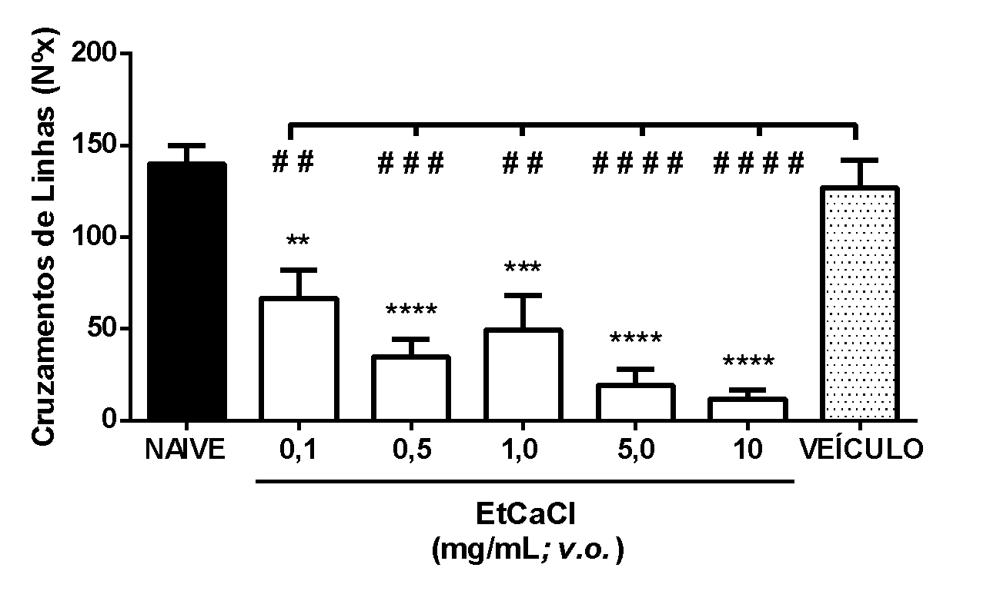 Cruzamentos de Linhas (Nºx)
200
150
100
50
0
## ### ## #### ####
** **** *** **** ****
NAIVE 0,1 0,5 1,0 5,0 10 VEÍCULO
EtCaCl
(mg/mL; v.o.)